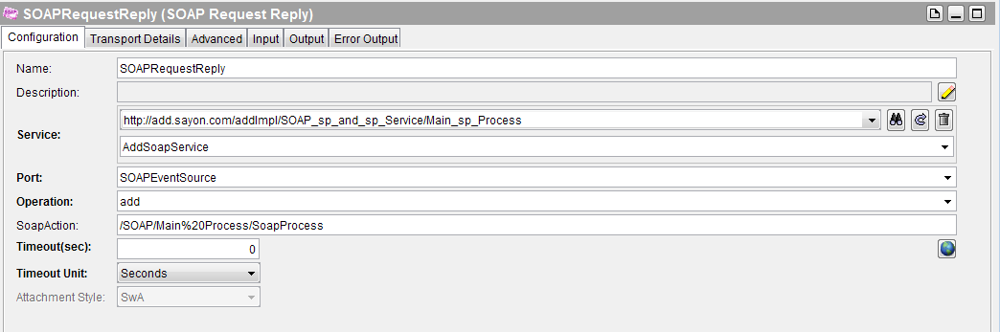 SOAPRequestReply (SOAP Request Reply)
Configuration Transport Details Advanced Input Output Error Output
Name: SOAPRequestReply
Description:
Service: http://add.sayon.com/addImpl/SOAP_sp_and_sp_Service/Main_sp_Process
AddSoapService
Port: SOAPEventSource
Operation: add
SoapAction: /SOAP/Main%20Process/SoapProcess
Timeout(sec): 0
Timeout Unit: Seconds
Attachment Style: SwA